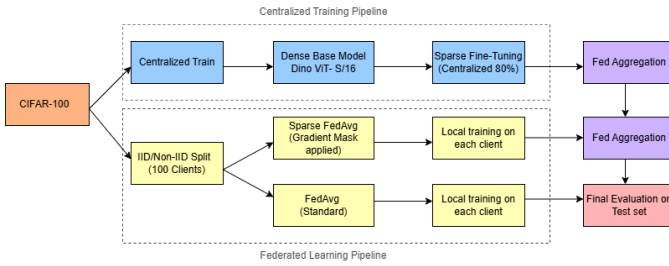 Centralized Training Pipeline
Centralized Train
Dense Base Model
Dino ViT- S/16
Sparse Fine-Tuning
(Centralized 80%)
Fed Aggregation
CIFAR-100
IID/Non-IID Split
(100 Clients)
Sparse FedAvg
(Gradient Mask
applied)
Local training on
each client
Fed Aggregation
FedAvg
(Standard)
Local training on
each client
Final Evaluation on
Test set
Federated Learning Pipeline